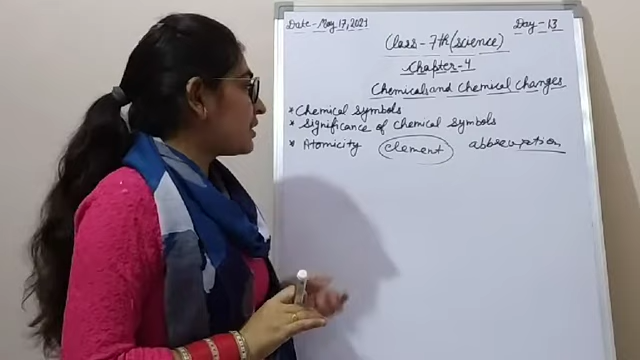 Date - May 17, 2021 Day - 13
Class - 7th (science)
Chapter - 4
Chemicals and Chemical Changes
* Chemical symbols
* Significance of Chemical symbols
* Atomicity element abbreviation